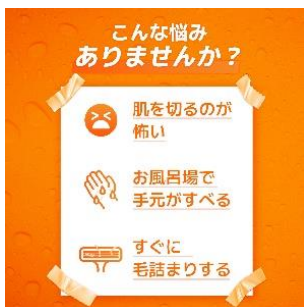 こんな悩み
ありませんか？
肌を切るのが
怖い
お風呂場で
手元がすべる
すぐに
毛詰まりする